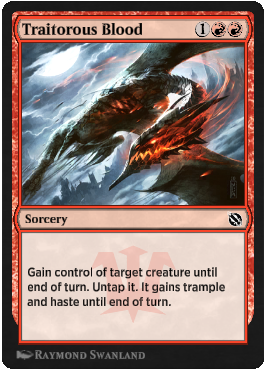 Traitorous Blood 1
Sorcery
Gain control of target creature until
end of turn. Untap it. It gains trample
and haste until end of turn.
RAYMOND SWANLAND